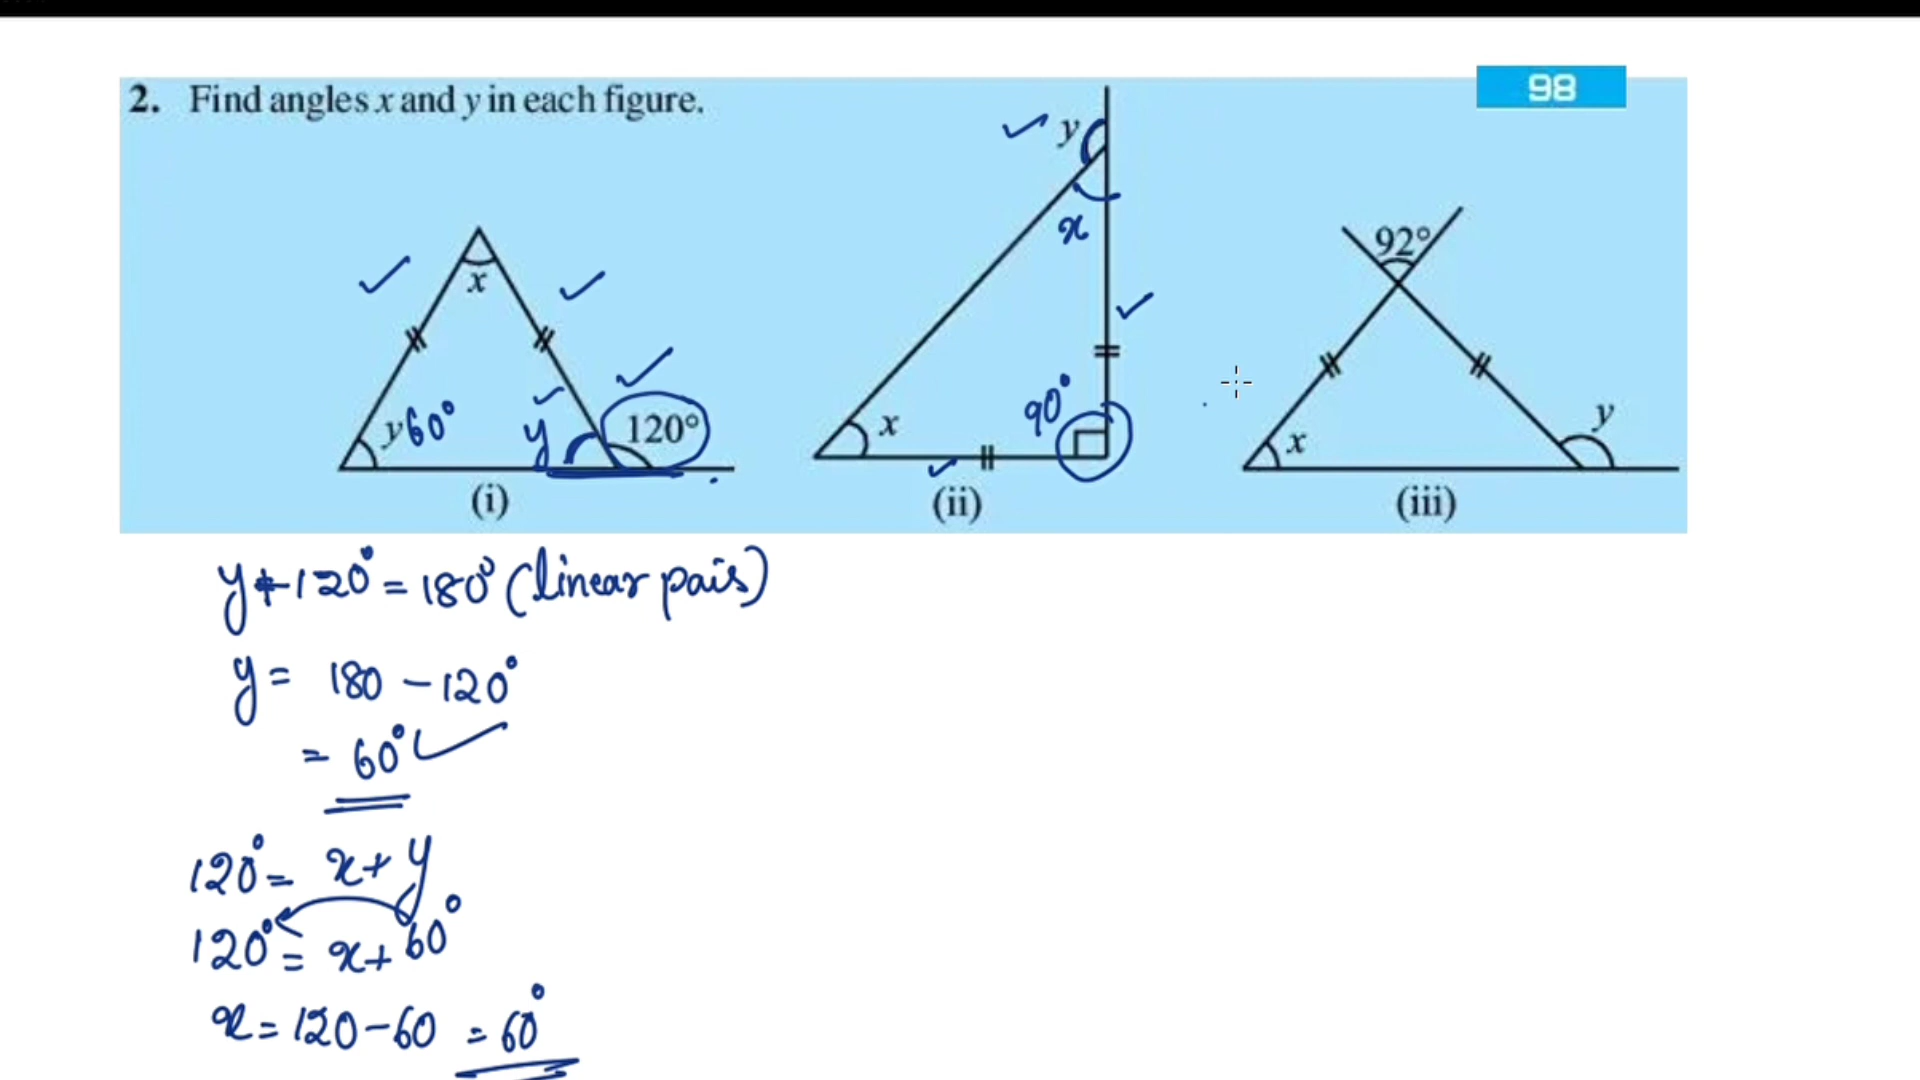 98
2. Find angles x and y in each figure.
y
x
92°
x
y 60°
y
120°
x
90°
x
y
(i)
(ii)
(iii)
y + 120° = 180° (linear pair)
y = 180 - 120°
= 60°
120° = x + y
120° = x + 60°
x = 120 - 60 = 60°